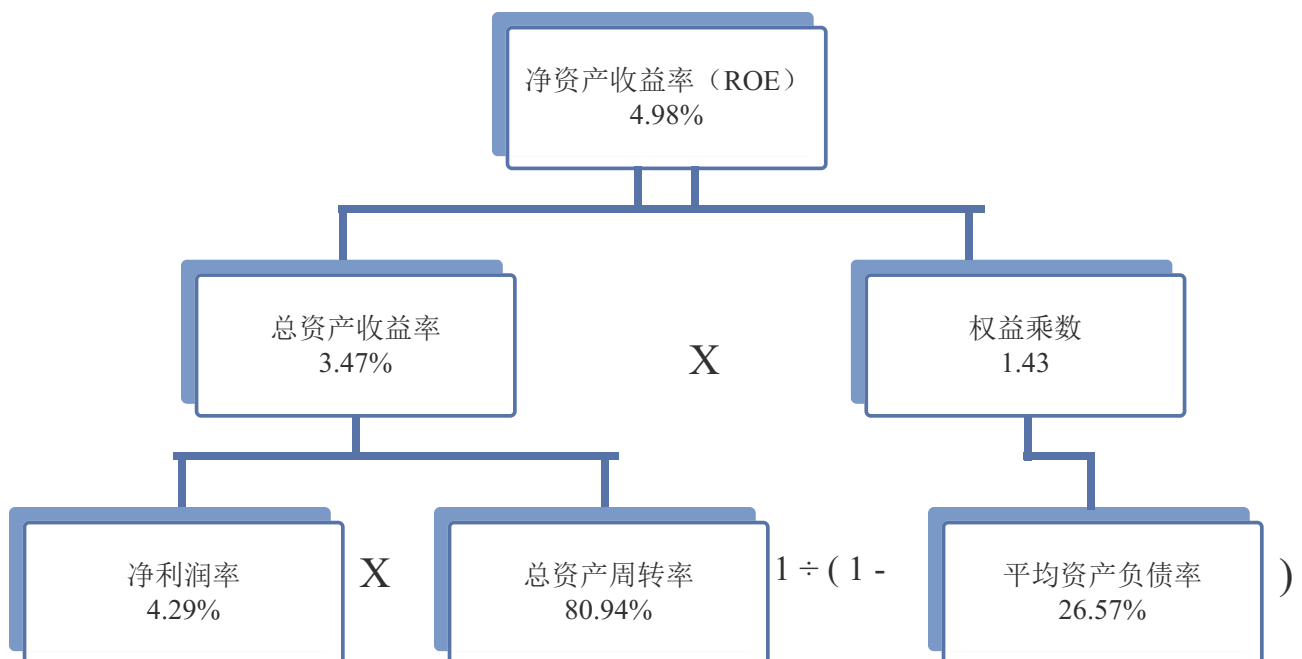 净资产收益率（ROE）
4.98%
总资产收益率
3.47%
X
权益乘数
1.43
净利润率
4.29%
X
总资产周转率
80.94%
1 ÷ ( 1 -
平均资产负债率
26.57%
)